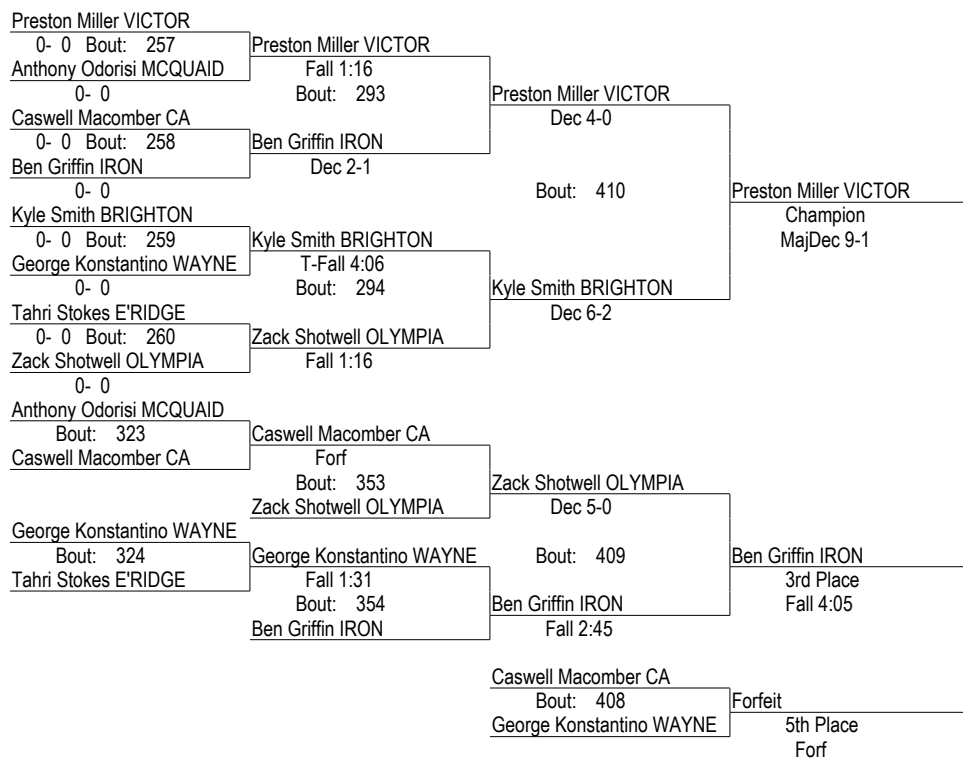 Preston Miller VICTOR
0- 0 Bout: 257 Preston Miller VICTOR
Anthony Odorisi MCQUAID Fall 1:16
0- 0 Bout: 293 Preston Miller VICTOR
Caswell Macomber CA Dec 4-0
0- 0 Bout: 258 Ben Griffin IRON
Ben Griffin IRON Dec 2-1
0- 0 Bout: 410 Preston Miller VICTOR
Kyle Smith BRIGHTON Champion
0- 0 Bout: 259 Kyle Smith BRIGHTON MajDec 9-1
George Konstantino WAYNE T-Fall 4:06
0- 0 Bout: 294 Kyle Smith BRIGHTON
Tahri Stokes E'RIDGE Dec 6-2
0- 0 Bout: 260 Zack Shotwell OLYMPIA
Zack Shotwell OLYMPIA Fall 1:16
0- 0
Anthony Odorisi MCQUAID
Bout: 323 Caswell Macomber CA
Caswell Macomber CA Forf
Bout: 353 Zack Shotwell OLYMPIA
Zack Shotwell OLYMPIA Dec 5-0
George Konstantino WAYNE
Bout: 324 George Konstantino WAYNE Bout: 409 Ben Griffin IRON
Tahri Stokes E'RIDGE Fall 1:31 3rd Place
Bout: 354 Ben Griffin IRON Fall 4:05
Ben Griffin IRON Fall 2:45
Caswell Macomber CA
Bout: 408 Forfeit
George Konstantino WAYNE 5th Place
Forf